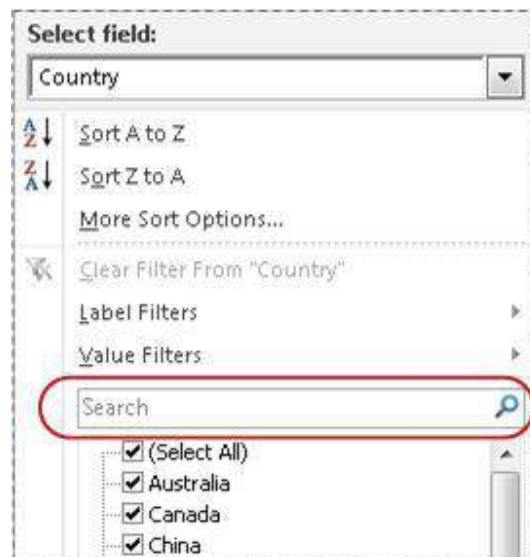 Select field:
Country
Sort A to Z
Sort Z to A
More Sort Options...
Clear Filter From "Country"
Label Filters
Value Filters
Search
(Select All)
Australia
Canada
China